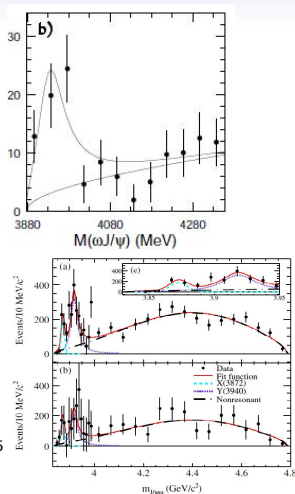 b)
30
20
10
0
3880
4080
4280
M(ωJ/ψ) (MeV)
(a)
(c)
400
200
0
3.85
3.9
3.95
Events/10 MeV/c²
Data
Fit function
X(3872)
Y(3940)
Nonresonant
(b)
400
200
0
Events/10 MeV/c²
4
4.2
4.4
4.6
4.8
(GeV/c²)